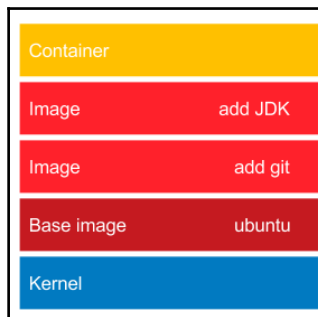 Container
Image add JDK
Image add git
Base image ubuntu
Kernel